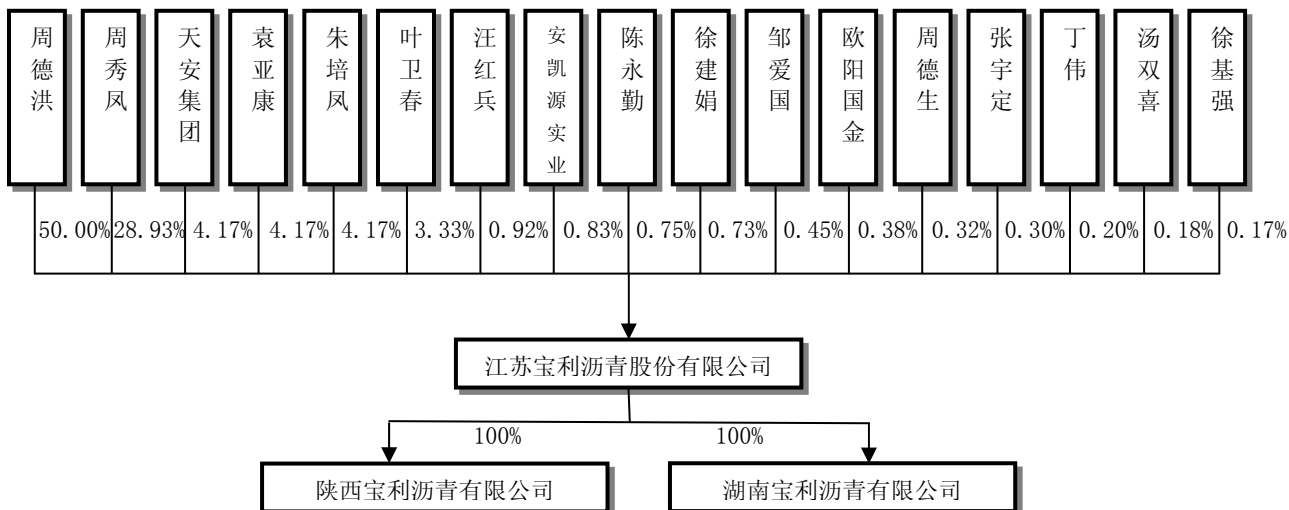 周德洪
周秀凤
天安集团
袁亚康
朱培凤
叶卫春
汪红兵
安凯源实业
陈永勤
徐建娟
邹爱国
欧阳国金
周德生
张宇定
丁伟
汤双喜
徐基强
50.00% 28.93% 4.17% 4.17% 4.17% 3.33% 0.92% 0.83% 0.75% 0.73% 0.45% 0.38% 0.32% 0.30% 0.20% 0.18% 0.17%
江苏宝利沥青股份有限公司
100% 100%
陕西宝利沥青有限公司
湖南宝利沥青有限公司